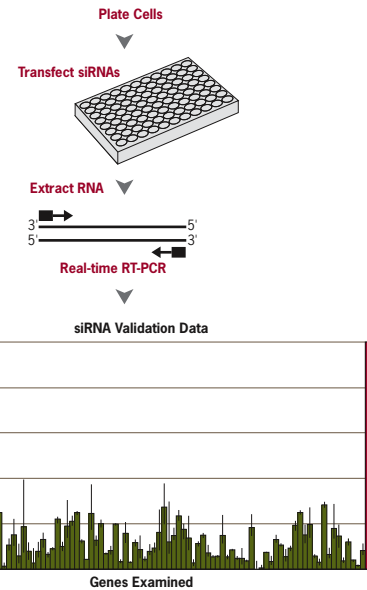 Plate Cells
Transfect siRNAs
Extract RNA
3' 5'
5' 3'
Real-time RT-PCR
siRNA Validation Data
Genes Examined